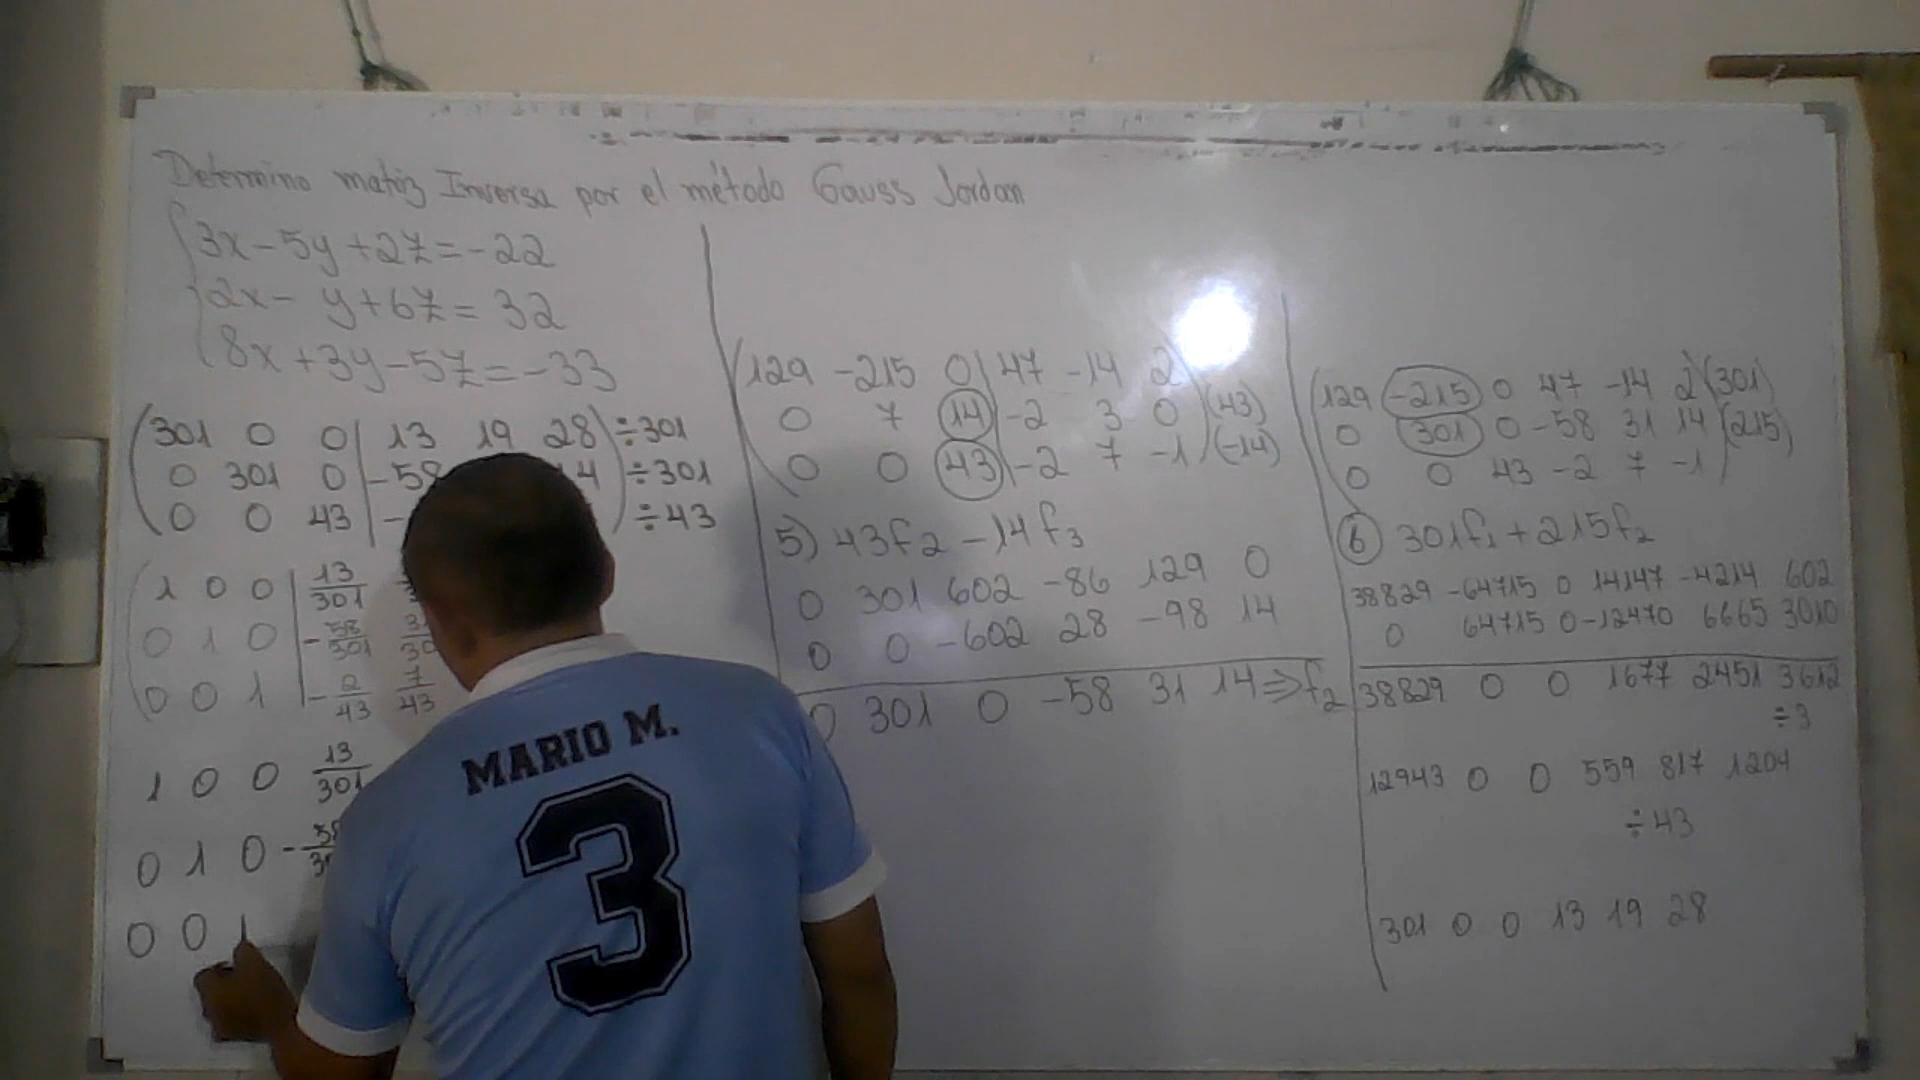 Determino matriz Inversa por el método Gauss Jordan
3x - 5y + 2z = -22
2x - y + 6z = 32
8x + 3y - 5z = -33
301 0 0 | 13 19 28 ÷301
0 301 0 | -58 14 ÷301
0 0 43 | - ÷43
1 0 0 | 13/301
0 1 0 | -58/301
0 0 1 | -2/43 7/43
1 0 0 13/301
0 1 0 -
0 0 1
129 -215 0 | 47 -14 2
0 7 14 | -2 3 0 (43)
0 0 43 | -2 7 -1 (-14)
5) 43f2 - 14f3
0 301 602 -86 129 0
0 0 -602 28 -98 14
0 301 0 -58 31 14 ⇒ f2
129 -215 0 47 -14 2 (301)
0 301 0 -58 31 14 (215)
0 0 43 -2 7 -1
6 301f1 + 215f2
38829 -64715 0 14147 -4214 602
0 64715 0 -12470 6665 3010
38829 0 0 1677 2451 3612
÷3
12943 0 0 559 817 1204
÷43
301 0 0 13 19 28
MARIO M.
3